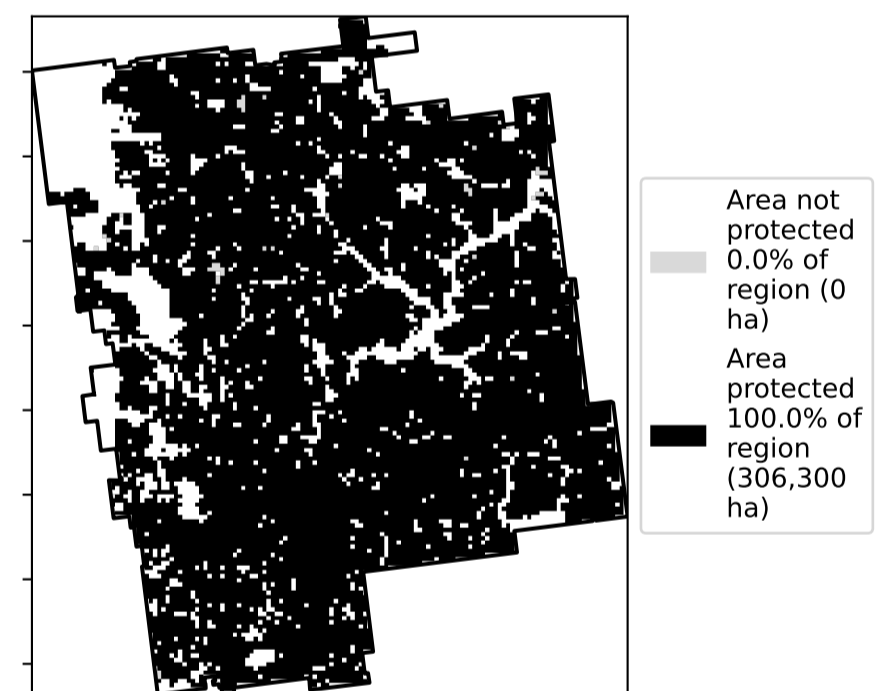 Area not
protected
0.0% of
region (0
ha)
Area
protected
100.0% of
region
(306,300
ha)